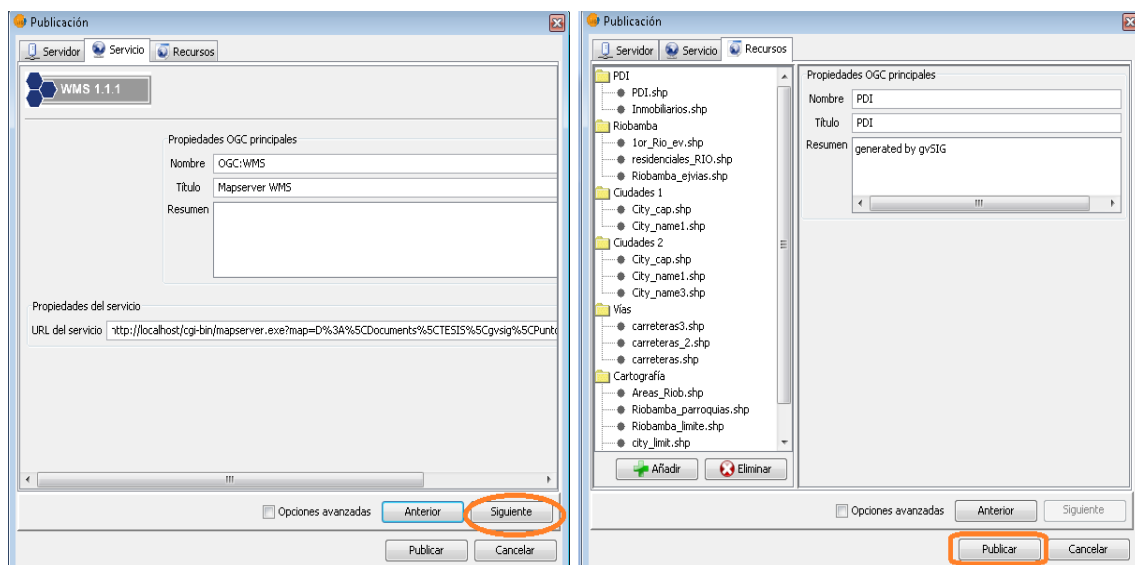 Publicación
Servidor Servicio Recursos
WMS 1.1.1
Propiedades OGC principales
Nombre OGC:WMS
Título Mapserver WMS
Resumen
Propiedades del servicio
URL del servicio http://localhost/cgi-bin/mapserver.exe?map=D%3A%5CDocuments%5CTESIS%5Cgvsig%5CPunto
Opciones avanzadas Anterior Siguiente
Publicar Cancelar
Publicación
Servidor Servicio Recursos
PDI
PDI.shp
Inmobiliarios.shp
Riobamba
1or_Rio_ev.shp
residenciales_RIO.shp
Riobamba_ejvias.shp
Ciudades 1
City_cap.shp
City_name1.shp
Ciudades 2
City_cap.shp
City_name1.shp
City_name3.shp
Vías
carreteras3.shp
carreteras_2.shp
carreteras.shp
Cartografía
Areas_Riob.shp
Riobamba_parroquias.shp
Riobamba_limite.shp
city_limit.shp
Añadir Eliminar
Propiedades OGC principales
Nombre PDI
Título PDI
Resumen generated by gvSIG
Opciones avanzadas Anterior Siguiente
Publicar Cancelar